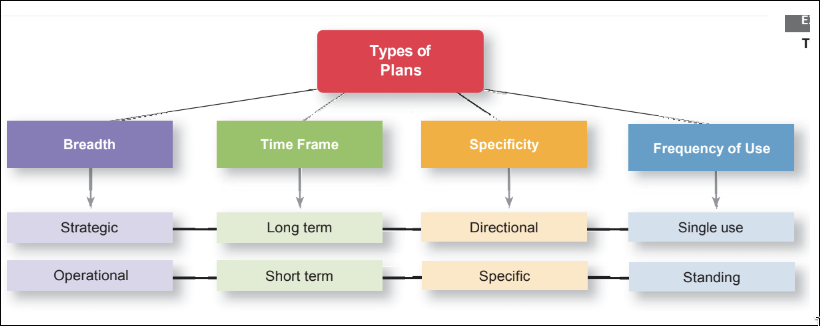 E
T
Types of
Plans
Breadth
Time Frame
Specificity
Frequency of Use
Strategic
Long term
Directional
Single use
Operational
Short term
Specific
Standing